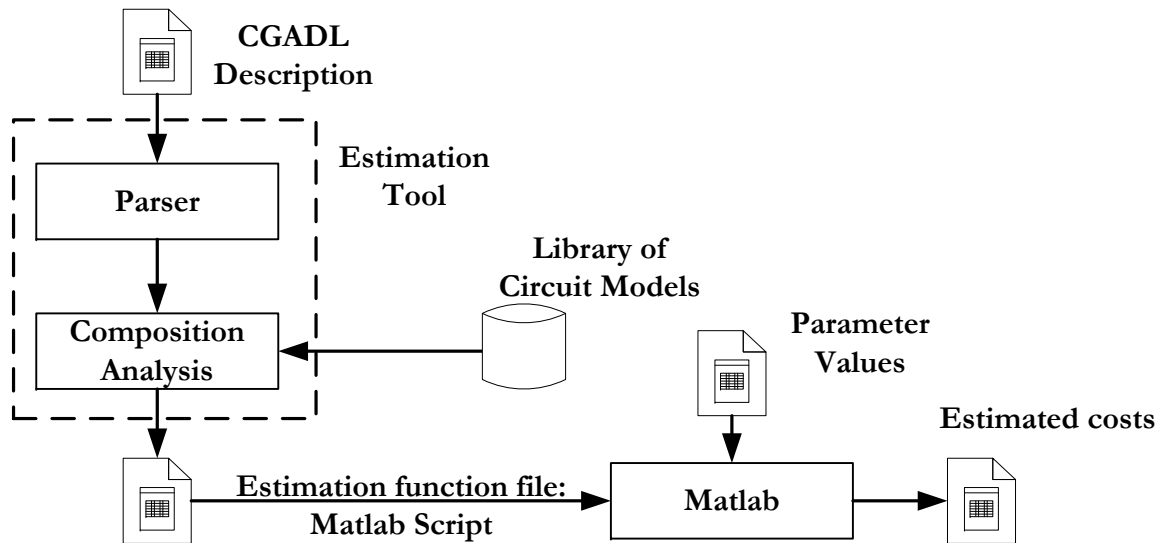 CGADL
Description
Estimation
Tool
Parser
Library of
Circuit Models
Composition
Analysis
Parameter
Values
Estimated costs
Estimation function file:
Matlab Script
Matlab